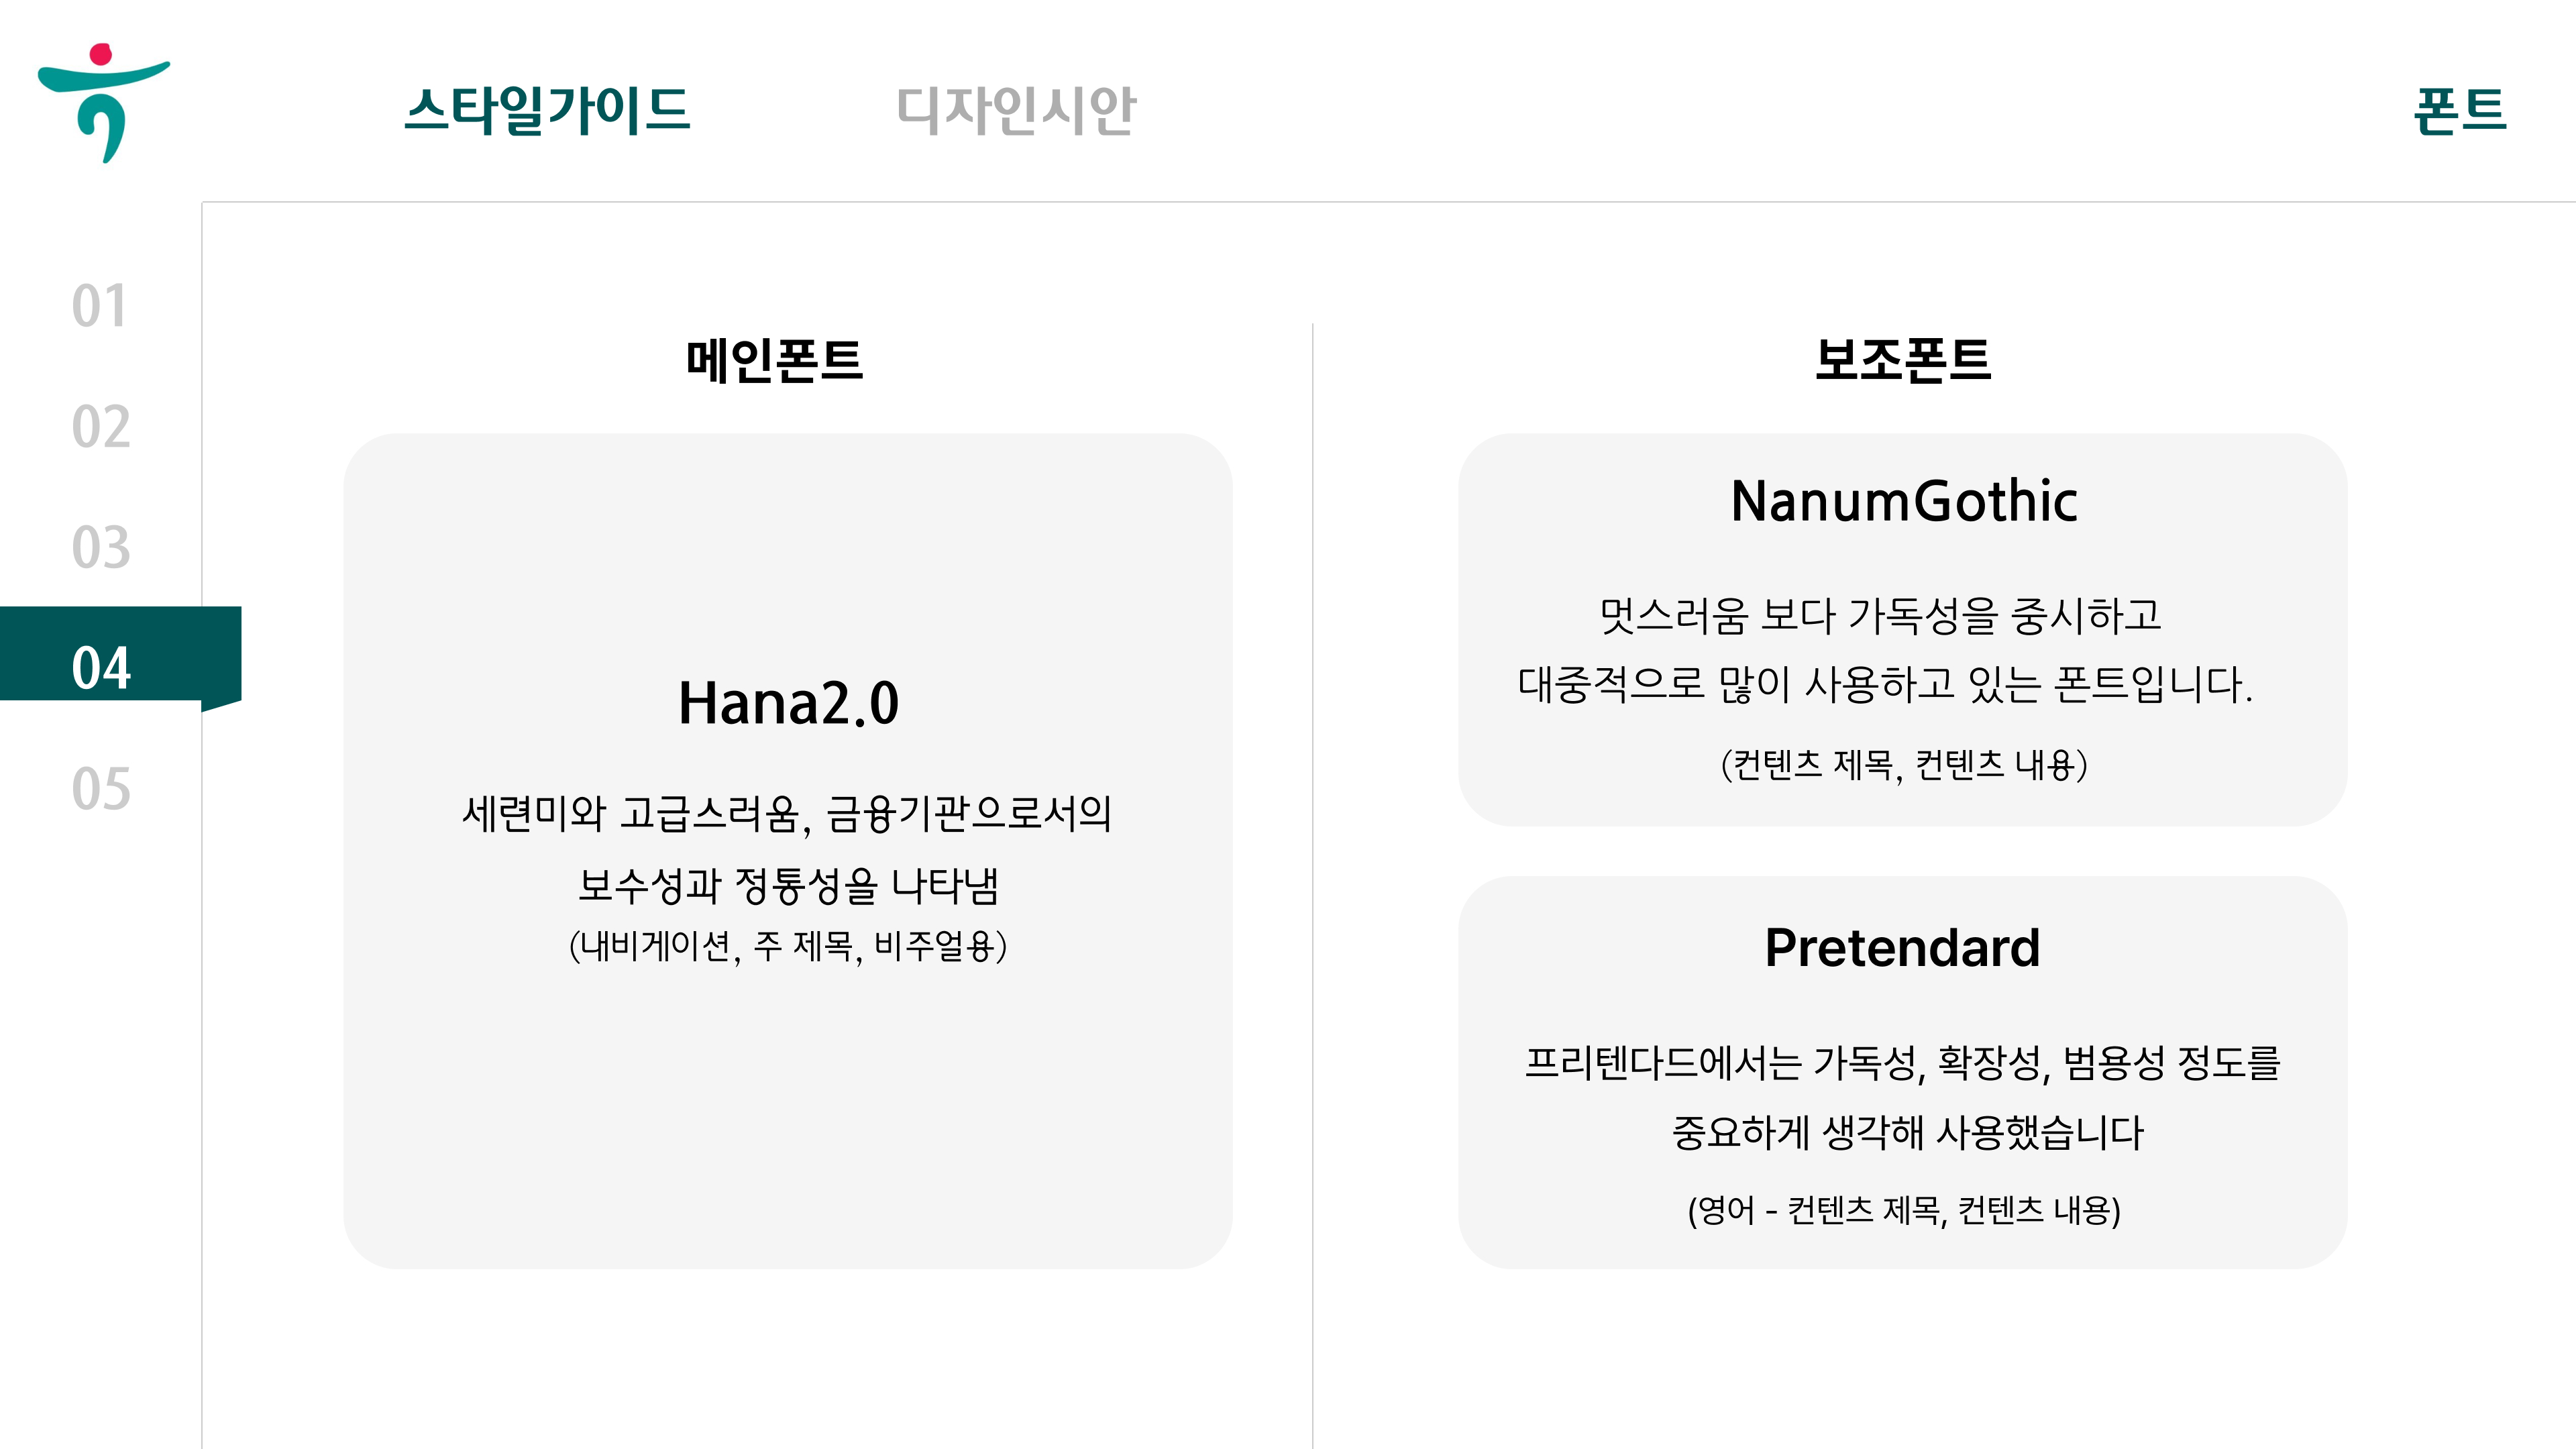 스타일가이드
디자인시안
폰트
01
02
03
04
05
메인폰트
Hana2.0
세련미와 고급스러움, 금융기관으로서의
보수성과 정통성을 나타냄
(내비게이션, 주 제목, 비주얼용)
보조폰트
NanumGothic
멋스러움 보다 가독성을 중시하고
대중적으로 많이 사용하고 있는 폰트입니다.
(컨텐츠 제목, 컨텐츠 내용)
Pretendard
프리텐다드에서는 가독성, 확장성, 범용성 정도를
중요하게 생각해 사용했습니다
(영어 - 컨텐츠 제목, 컨텐츠 내용)